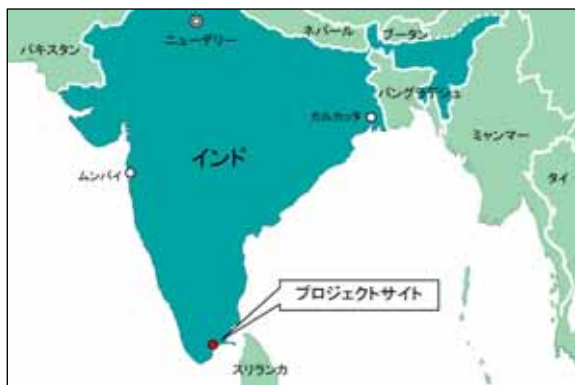 パキスタン
ニューデリー
ネパール
ブータン
バングラデシュ
カルカッタ
ミャンマー
インド
ムンバイ
タイ
プロジェクトサイト
スリランカ